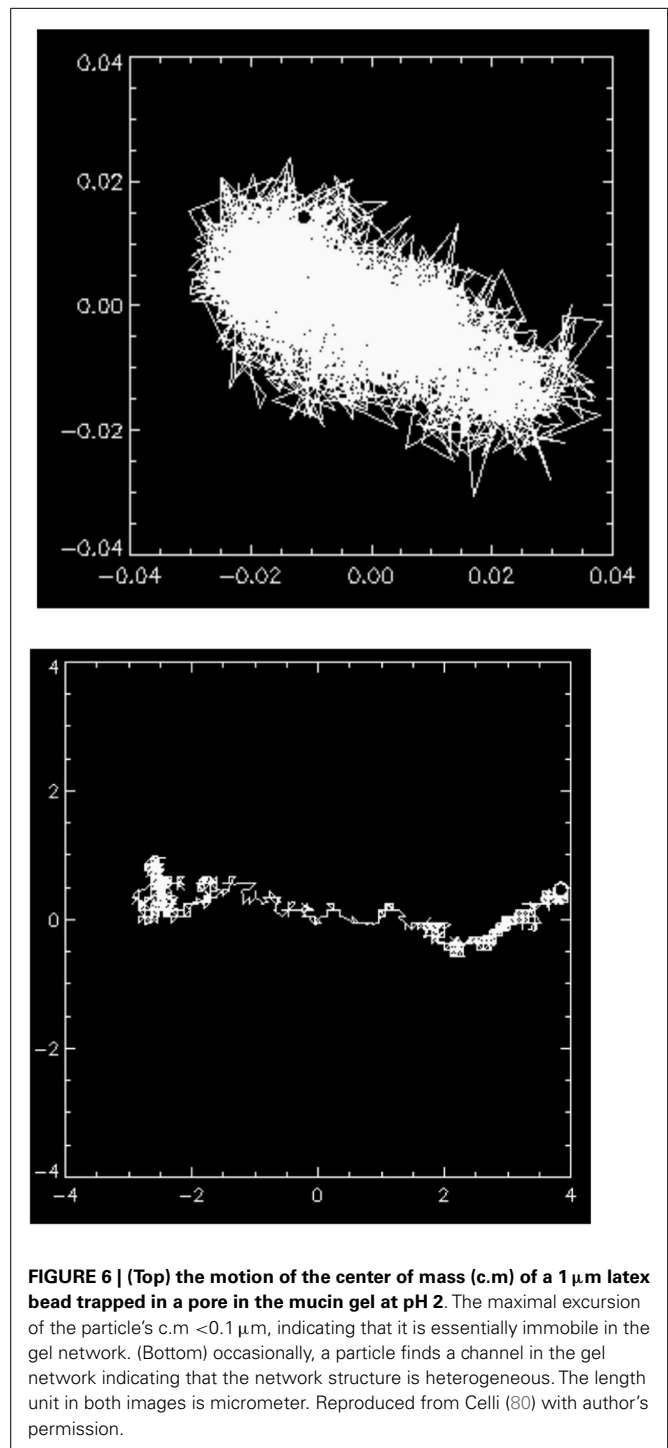 0.04
0.02
0.00
−0.02
−0.04
−0.04 −0.02 0.00 0.02 0.04
4
2
0
−2
−4
−4 −2 0 2 4
FIGURE 6 | (Top) the motion of the center of mass (c.m) of a 1 μm latex
bead trapped in a pore in the mucin gel at pH 2. The maximal excursion
of the particle's c.m <0.1 μm, indicating that it is essentially immobile in the
gel network. (Bottom) occasionally, a particle finds a channel in the gel
network indicating that the network structure is heterogeneous. The length
unit in both images is micrometer. Reproduced from Celli (80) with author's
permission.